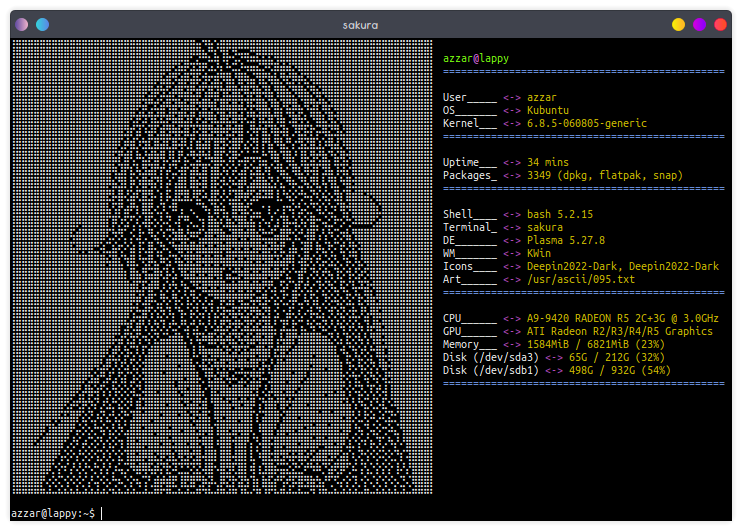 sakura
azzar@lappy
===============================================
User_____ <-> azzar
OS_______ <-> Kubuntu
Kernel___ <-> 6.8.5-060805-generic
===============================================
Uptime___ <-> 34 mins
Packages_ <-> 3349 (dpkg, flatpak, snap)
===============================================
Shell____ <-> bash 5.2.15
Terminal_ <-> sakura
DE_______ <-> Plasma 5.27.8
WM_______ <-> KWin
Icons____ <-> Deepin2022-Dark, Deepin2022-Dark
Art______ <-> /usr/ascii/095.txt
===============================================
CPU______ <-> A9-9420 RADEON R5 2C+3G @ 3.0GHz
GPU______ <-> ATI Radeon R2/R3/R4/R5 Graphics
Memory___ <-> 1584MiB / 6821MiB (23%)
Disk (/dev/sda3) <-> 65G / 212G (32%)
Disk (/dev/sdb1) <-> 498G / 932G (54%)
===============================================
azzar@lappy:~$